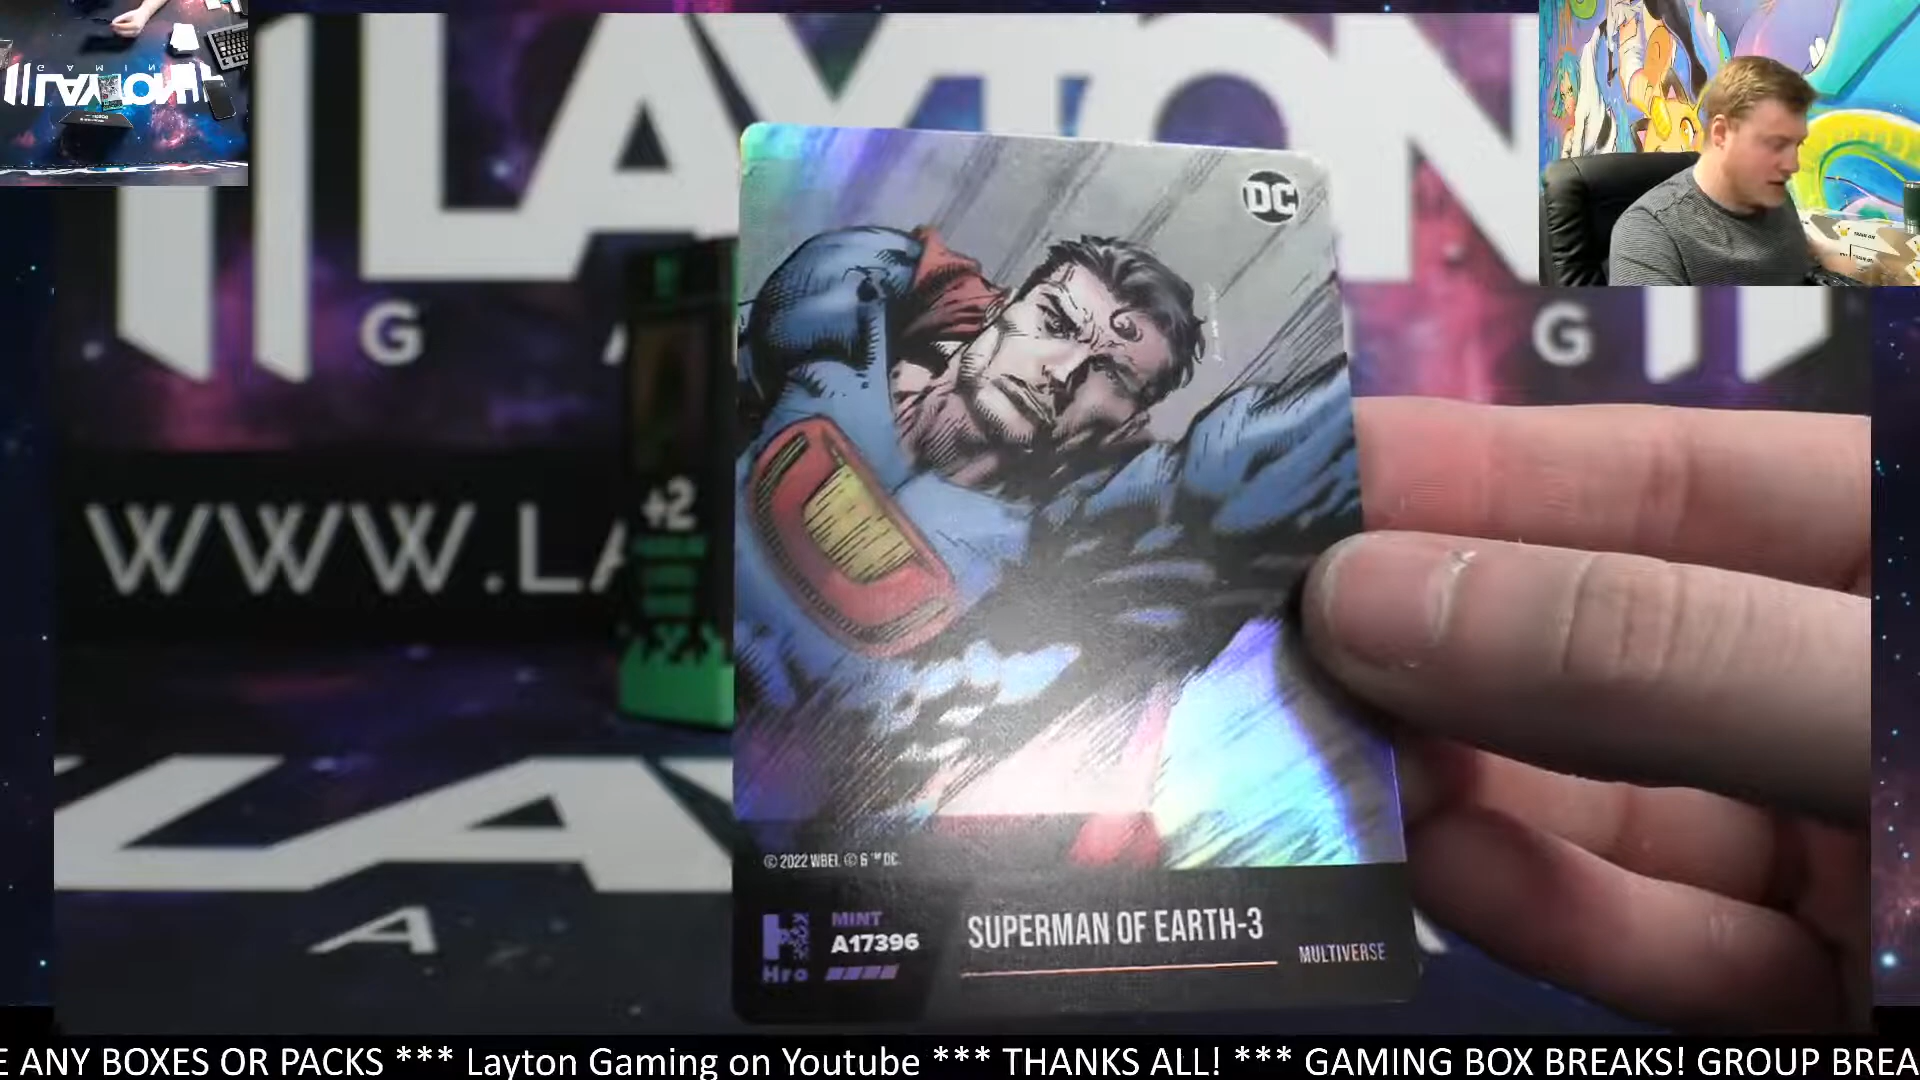 LAYTON
G A G
DC
+2
WWW.LA
LAY
A
© 2022 WBEI. © & ™ DC.
MINT
A17396
Hro
SUPERMAN OF EARTH-3
MULTIVERSE
E ANY BOXES OR PACKS *** Layton Gaming on Youtube *** THANKS ALL! *** GAMING BOX BREAKS! GROUP BREA